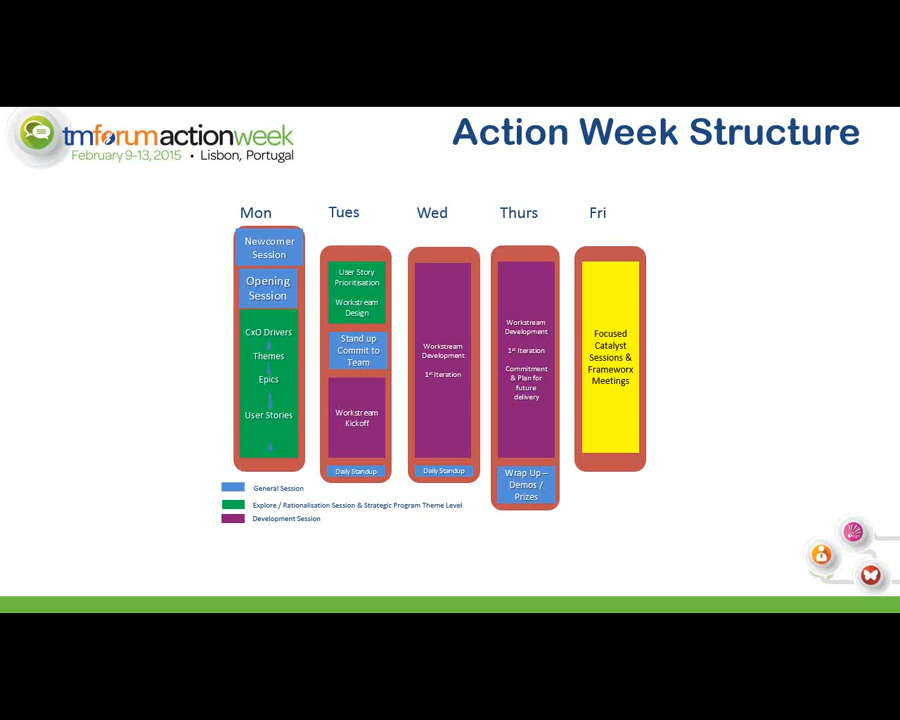 tmforumactionweek
February 9-13, 2015 • Lisbon, Portugal
Action Week Structure
Mon
Tues
Wed
Thurs
Fri
Newcomer
Session
Opening
Session
CxO Drivers
Themes
Epics
User Stories
User Story
Prioritisation
Workstream
Design
Stand up
Commit to
Team
Workstream
Kickoff
Daily Standup
Workstream
Development
1st Iteration
Daily Standup
Workstream
Development
1st Iteration
Commitment
& Plan for
future
delivery
Wrap Up –
Demos /
Prizes
Focused
Catalyst
Sessions &
Frameworx
Meetings
General Session
Explore / Rationalisation Session & Strategic Program Theme Level
Development Session